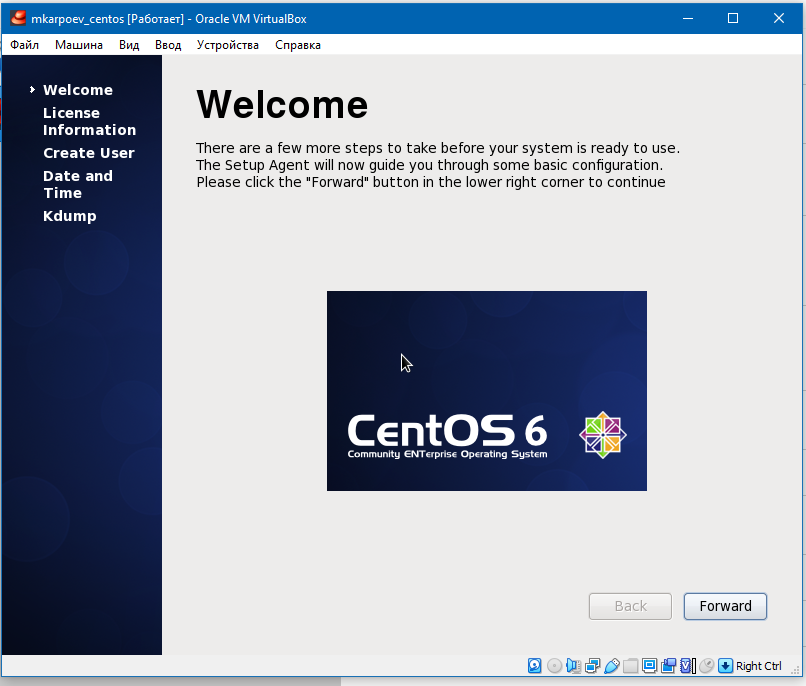 mkarpoev_centos [Работает] - Oracle VM VirtualBox
Файл Машина Вид Ввод Устройства Справка
Welcome
License
Information
Create User
Date and
Time
Kdump
Welcome
There are a few more steps to take before your system is ready to use.
The Setup Agent will now guide you through some basic configuration.
Please click the "Forward" button in the lower right corner to continue
CentOS 6
Community ENTerprise Operating System
Back Forward
Right Ctrl